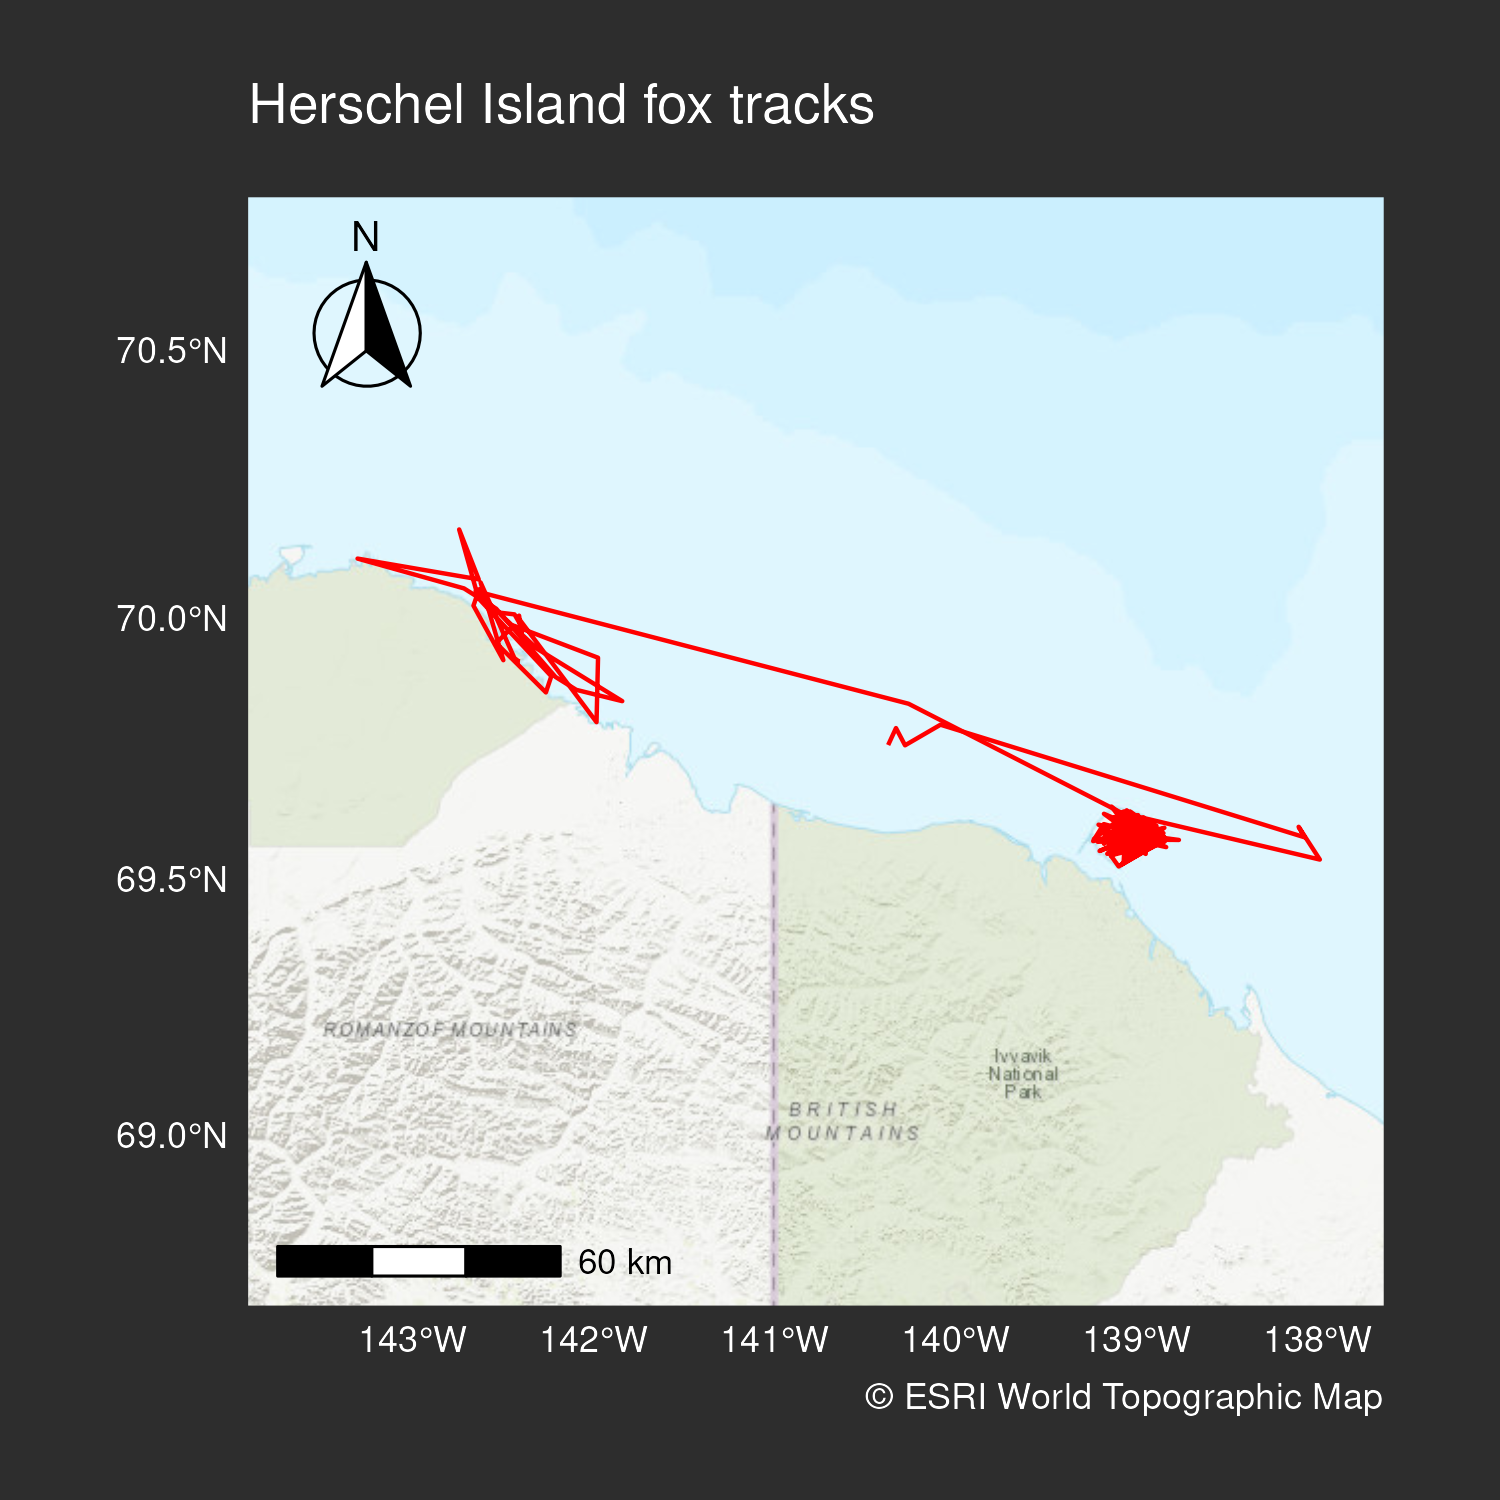 Herschel Island fox tracks
N
70.5°N
70.0°N
69.5°N
69.0°N
ROMANZOF MOUNTAINS
Ivvavik
National
Park
BRITISH
MOUNTAINS
60 km
143°W 142°W 141°W 140°W 139°W 138°W
© ESRI World Topographic Map